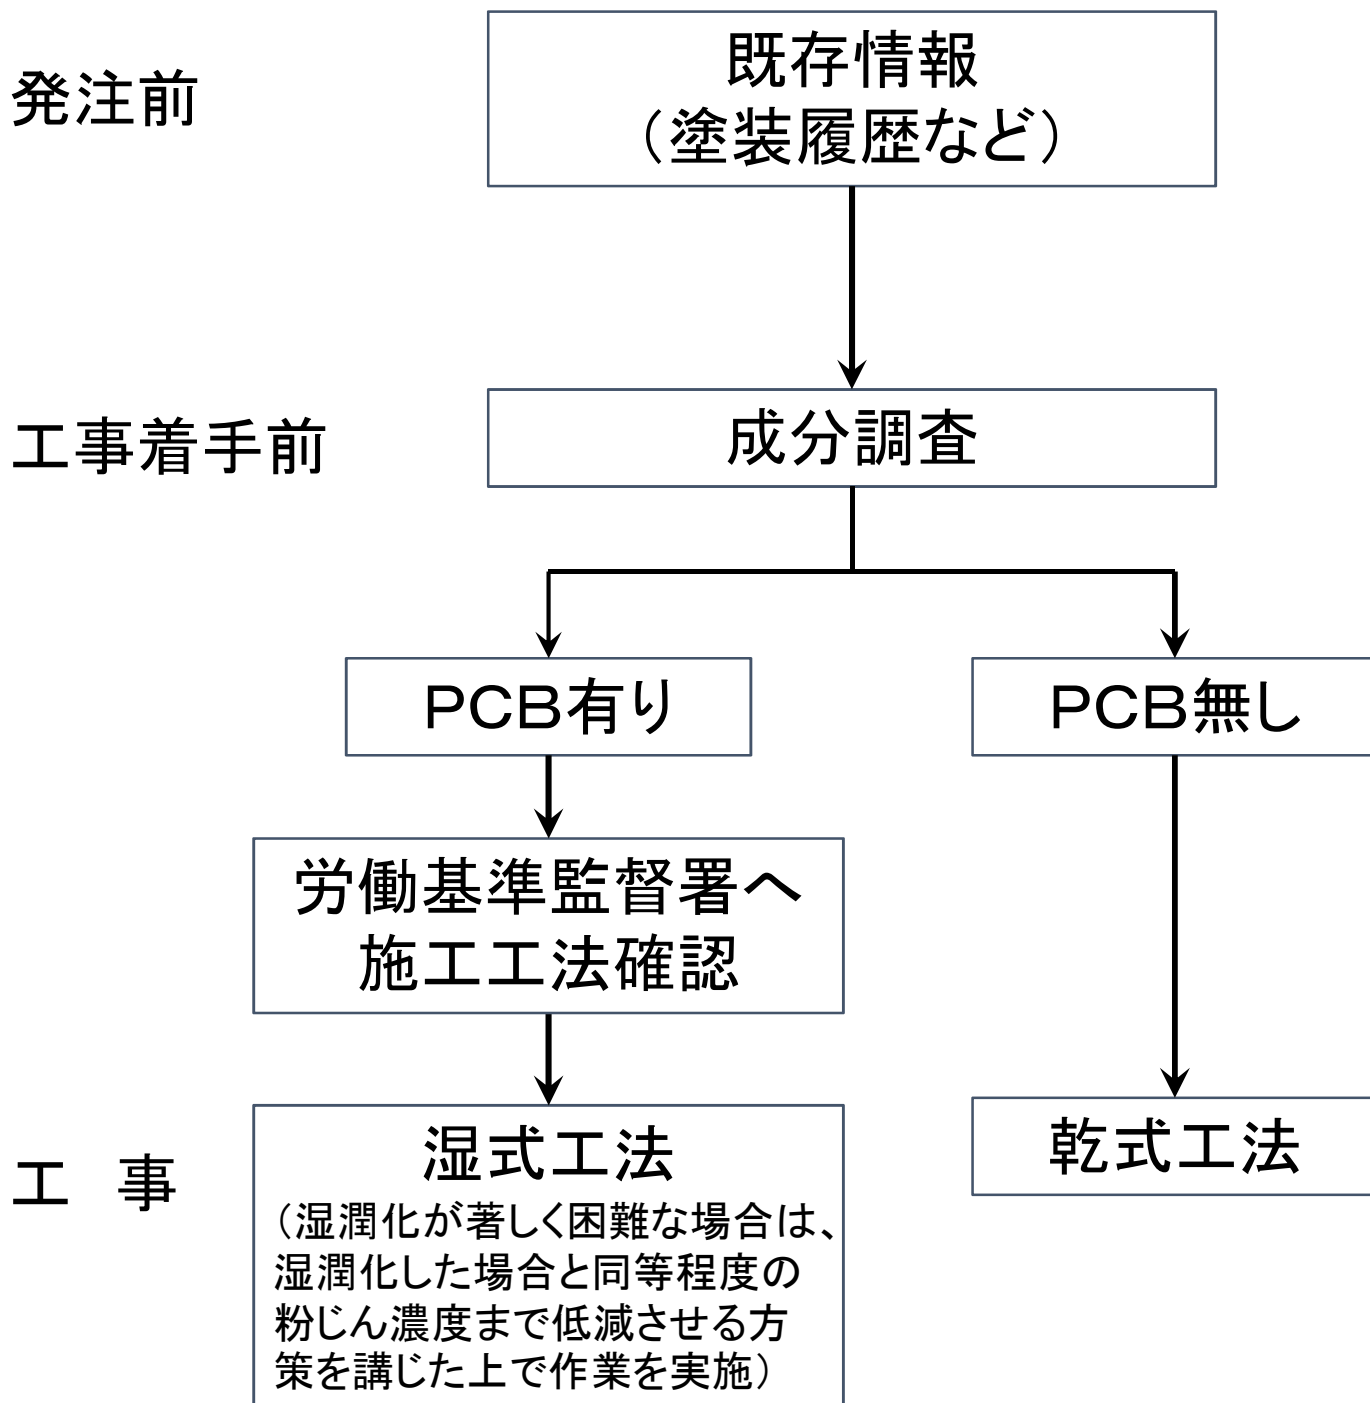 発注前
既存情報
（塗装履歴など）
工事着手前
成分調査
ＰＣＢ有り
ＰＣＢ無し
労働基準監督署へ
施工工法確認
工　事
湿式工法
（湿潤化が著しく困難な場合は、
湿潤化した場合と同等程度の
粉じん濃度まで低減させる方
策を講じた上で作業を実施）
乾式工法